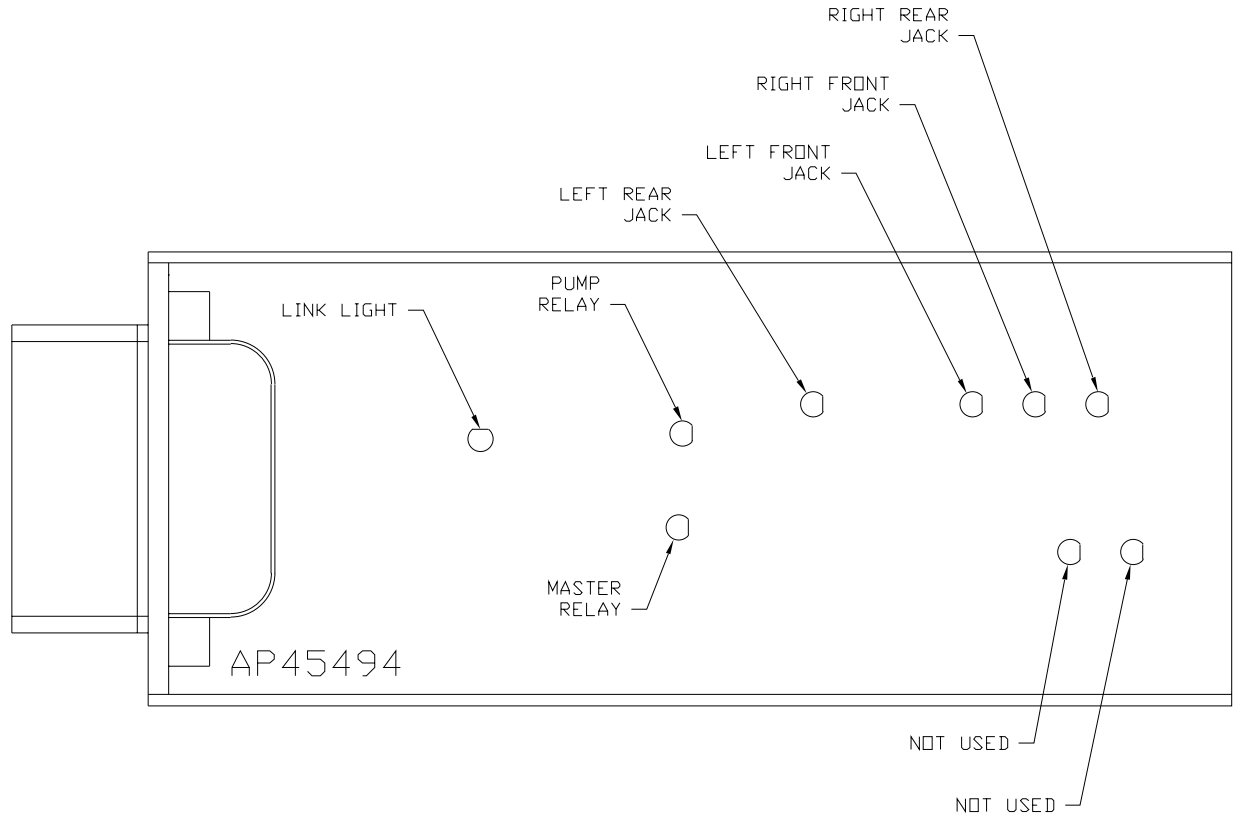 RIGHT REAR
JACK
RIGHT FRONT
JACK
LEFT FRONT
JACK
LEFT REAR
JACK
PUMP
RELAY
LINK LIGHT
MASTER
RELAY
AP45494
NOT USED
NOT USED